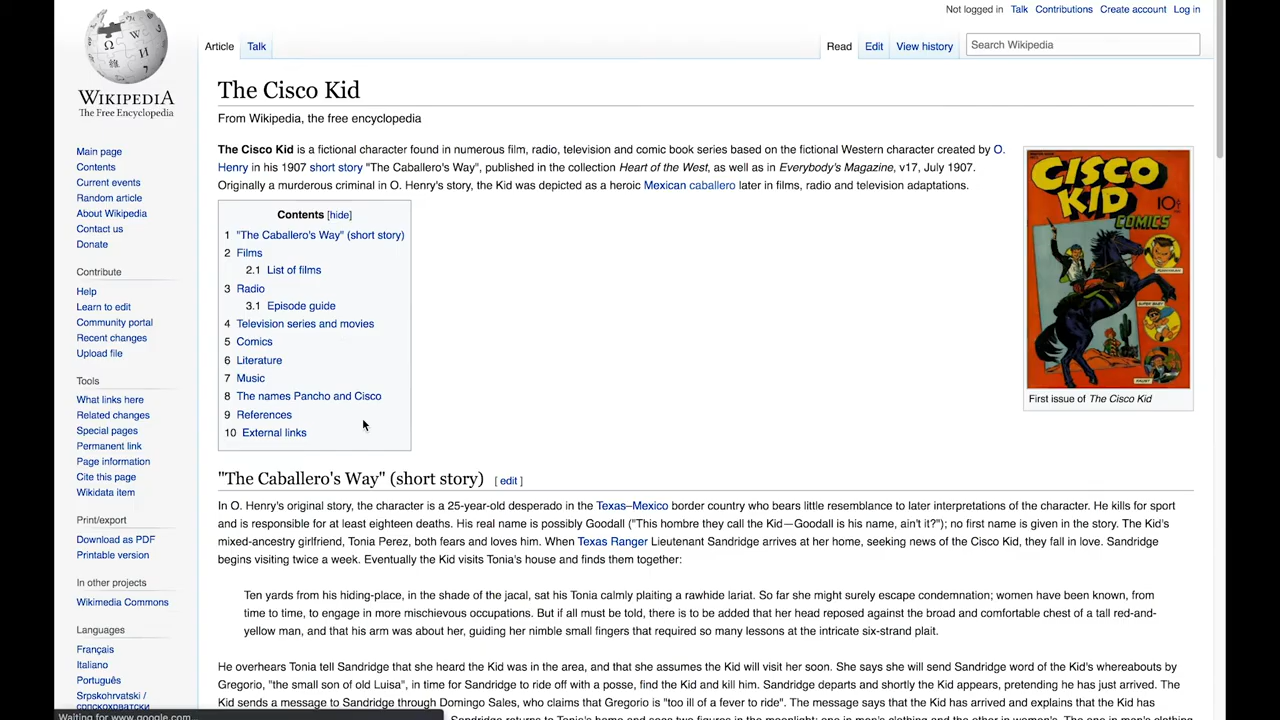 Not logged in Talk Contributions Create account Log in
Article Talk Read Edit View history Search Wikipedia
WIKIPEDIA
The Free Encyclopedia
Main page
Contents
Current events
Random article
About Wikipedia
Contact us
Donate
Contribute
Help
Learn to edit
Community portal
Recent changes
Upload file
Tools
What links here
Related changes
Special pages
Permanent link
Page information
Cite this page
Wikidata item
Print/export
Download as PDF
Printable version
In other projects
Wikimedia Commons
Languages
Français
Italiano
Português
Srpskohrvatski /
српскохрватски
The Cisco Kid
From Wikipedia, the free encyclopedia
The Cisco Kid is a fictional character found in numerous film, radio, television and comic book series based on the fictional Western character created by O.
Henry in his 1907 short story "The Caballero's Way", published in the collection Heart of the West, as well as in Everybody's Magazine, v17, July 1907.
Originally a murderous criminal in O. Henry's story, the Kid was depicted as a heroic Mexican caballero later in films, radio and television adaptations.
CISCO
KID
10¢
COMICS
First issue of The Cisco Kid
Contents [hide]
1 "The Caballero's Way" (short story)
2 Films
2.1 List of films
3 Radio
3.1 Episode guide
4 Television series and movies
5 Comics
6 Literature
7 Music
8 The names Pancho and Cisco
9 References
10 External links
"The Caballero's Way" (short story) [ edit ]
In O. Henry's original story, the character is a 25-year-old desperado in the Texas–Mexico border country who bears little resemblance to later interpretations of the character. He kills for sport
and is responsible for at least eighteen deaths. His real name is possibly Goodall ("This hombre they call the Kid—Goodall is his name, ain't it?"); no first name is given in the story. The Kid's
mixed-ancestry girlfriend, Tonia Perez, both fears and loves him. When Texas Ranger Lieutenant Sandridge arrives at her home, seeking news of the Cisco Kid, they fall in love. Sandridge
begins visiting twice a week. Eventually the Kid visits Tonia's house and finds them together:
Ten yards from his hiding-place, in the shade of the jacal, sat his Tonia calmly plaiting a rawhide lariat. So far she might surely escape condemnation; women have been known, from
time to time, to engage in more mischievous occupations. But if all must be told, there is to be added that her head reposed against the broad and comfortable chest of a tall red-and-
yellow man, and that his arm was about her, guiding her nimble small fingers that required so many lessons at the intricate six-strand plait.
He overhears Tonia tell Sandridge that she heard the Kid was in the area, and that she assumes the Kid will visit her soon. She says she will send Sandridge word of the Kid's whereabouts by
Gregorio, "the small son of old Luisa", in time for Sandridge to ride off with a posse, find the Kid and kill him. Sandridge departs and shortly the Kid appears, pretending he has just arrived. The
Kid sends a message to Sandridge through Domingo Sales, who claims that Gregorio is "too ill of a fever to ride". The message says that the Kid has arrived and explains that the Kid has
Waiting for www.google.com...